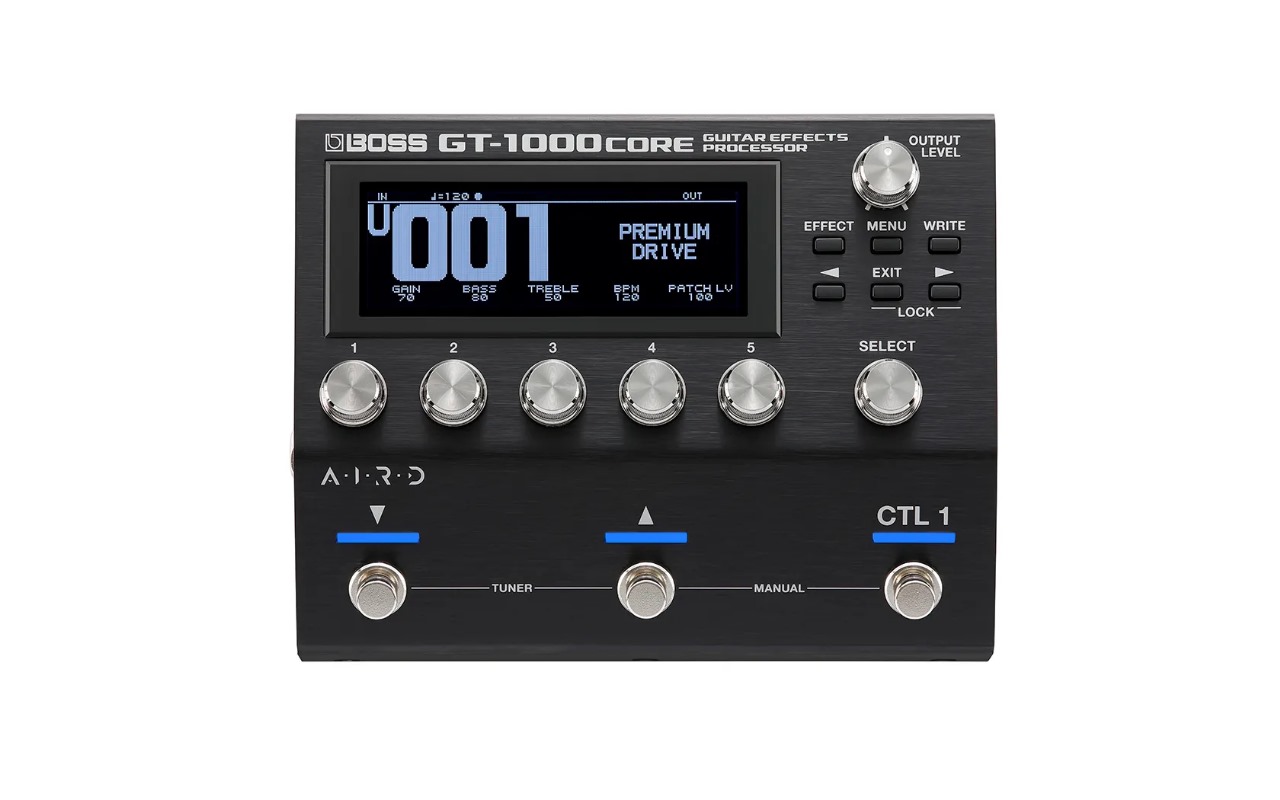 BOSS GT-1000CORE GUITAR EFFECTS PROCESSOR
OUTPUT LEVEL
IN ♩=120 OUT
U001
PREMIUM
DRIVE
GAIN BASS TREBLE BPM PATCH LV
70 80 50 120 100
EFFECT MENU WRITE
◀ EXIT ▶
LOCK
1 2 3 4 5
SELECT
A·I·R·D
▼ ▲ CTL 1
TUNER MANUAL